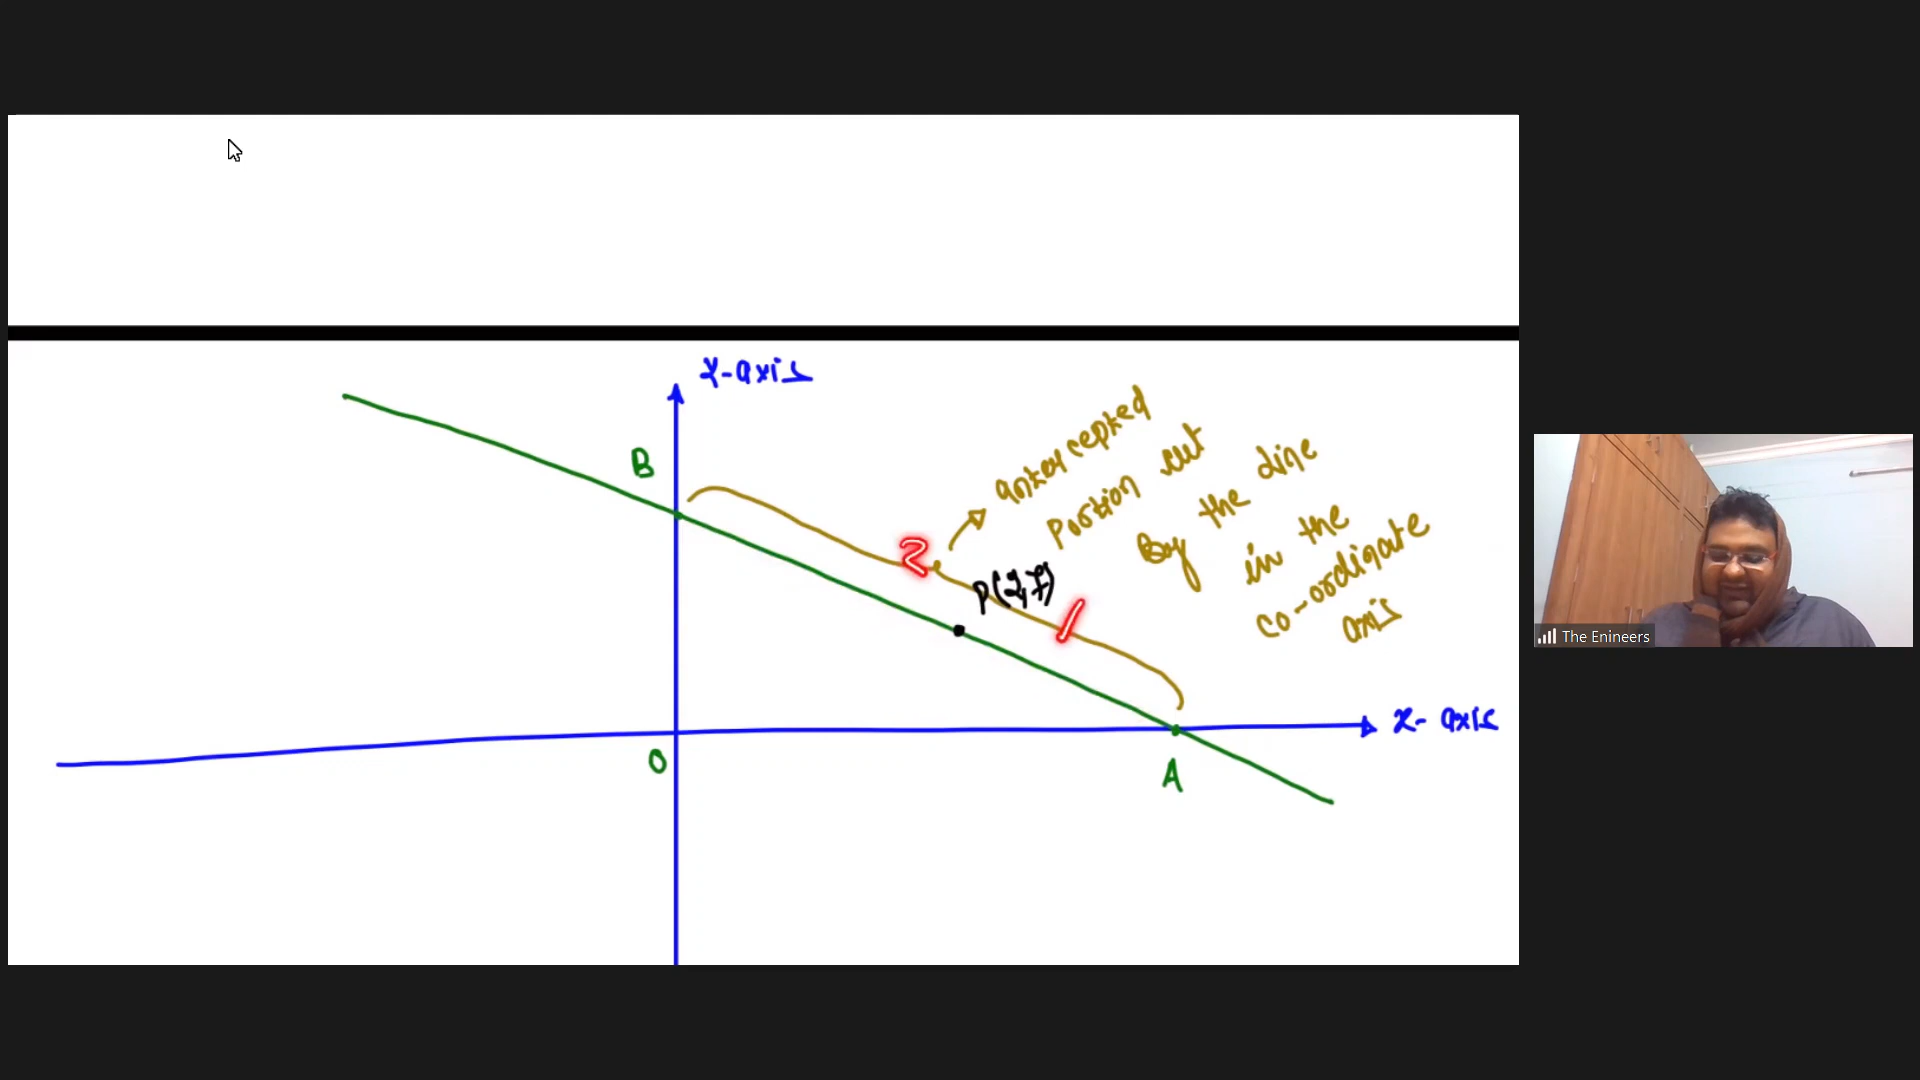 Y-axis
B
intercepted
Portion cut
By the line
in the
co-ordinate
axis
2
P(2,7)
1
x-axis
O
A
The Enineers